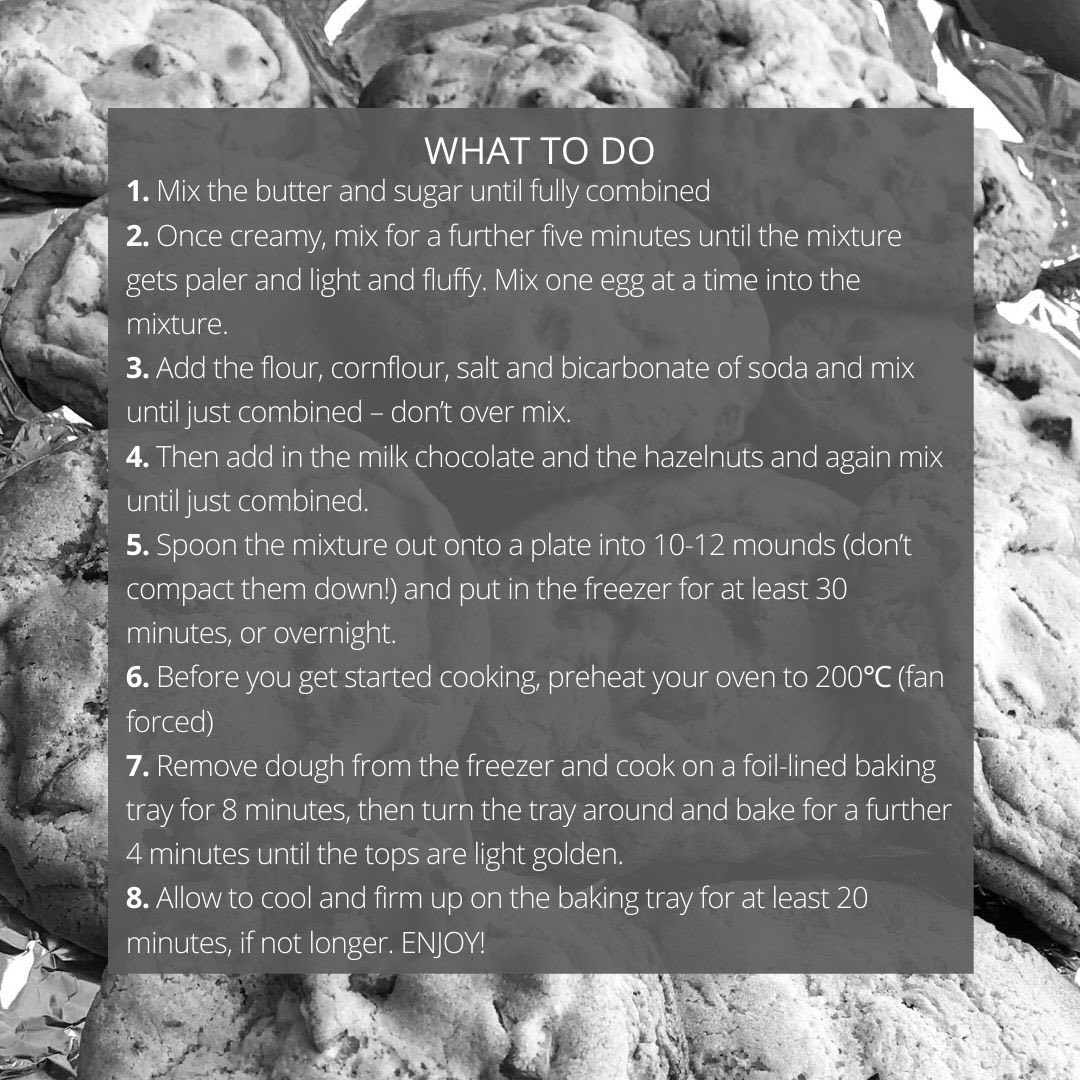 WHAT TO DO
1. Mix the butter and sugar until fully combined
2. Once creamy, mix for a further five minutes until the mixture
gets paler and light and fluffy. Mix one egg at a time into the
mixture.
3. Add the flour, cornflour, salt and bicarbonate of soda and mix
until just combined – don’t over mix.
4. Then add in the milk chocolate and the hazelnuts and again mix
until just combined.
5. Spoon the mixture out onto a plate into 10-12 mounds (don’t
compact them down!) and put in the freezer for at least 30
minutes, or overnight.
6. Before you get started cooking, preheat your oven to 200℃ (fan
forced)
7. Remove dough from the freezer and cook on a foil-lined baking
tray for 8 minutes, then turn the tray around and bake for a further
4 minutes until the tops are light golden.
8. Allow to cool and firm up on the baking tray for at least 20
minutes, if not longer. ENJOY!